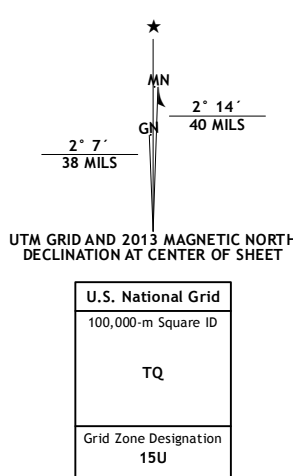 ★
MN
2° 14´
40 MILS
GN
2° 7´
38 MILS
UTM GRID AND 2013 MAGNETIC NORTH
DECLINATION AT CENTER OF SHEET
U.S. National Grid
100,000-m Square ID
TQ
Grid Zone Designation
15U